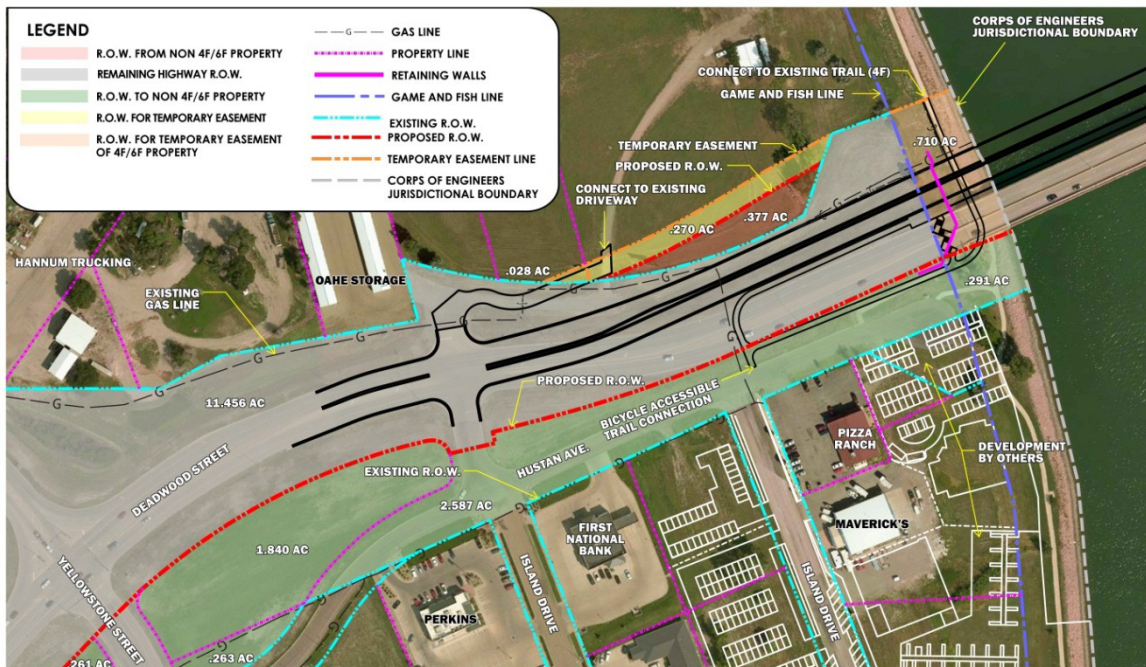 LEGEND
R.O.W. FROM NON 4F/6F PROPERTY
REMAINING HIGHWAY R.O.W.
R.O.W. TO NON 4F/6F PROPERTY
R.O.W. FOR TEMPORARY EASEMENT
R.O.W. FOR TEMPORARY EASEMENT
OF 4F/6F PROPERTY
G
GAS LINE
PROPERTY LINE
RETAINING WALLS
GAME AND FISH LINE
EXISTING R.O.W.
PROPOSED R.O.W.
TEMPORARY EASEMENT LINE
CORPS OF ENGINEERS
JURISDICTIONAL BOUNDARY
CORPS OF ENGINEERS
JURISDICTIONAL BOUNDARY
CONNECT TO EXISTING TRAIL (4F)
GAME AND FISH LINE
TEMPORARY EASEMENT
PROPOSED R.O.W.
CONNECT TO EXISTING
DRIVEWAY
.710 AC
.377 AC
.270 AC
.028 AC
.291 AC
HANNUM TRUCKING
OAHE STORAGE
EXISTING
GAS LINE
G
G
G
G
G
G
G
G
G
G
G
11.456 AC
PROPOSED R.O.W.
BICYCLE ACCESSIBLE
TRAIL CONNECTION
DEADWOOD STREET
HUSTAN AVE.
EXISTING R.O.W.
2.587 AC
1.840 AC
PIZZA
RANCH
DEVELOPMENT
BY OTHERS
FIRST
NATIONAL
BANK
MAVERICK'S
YELLOWSTONE STREET
PERKINS
ISLAND DRIVE
ISLAND DRIVE
.261 AC
.263 AC